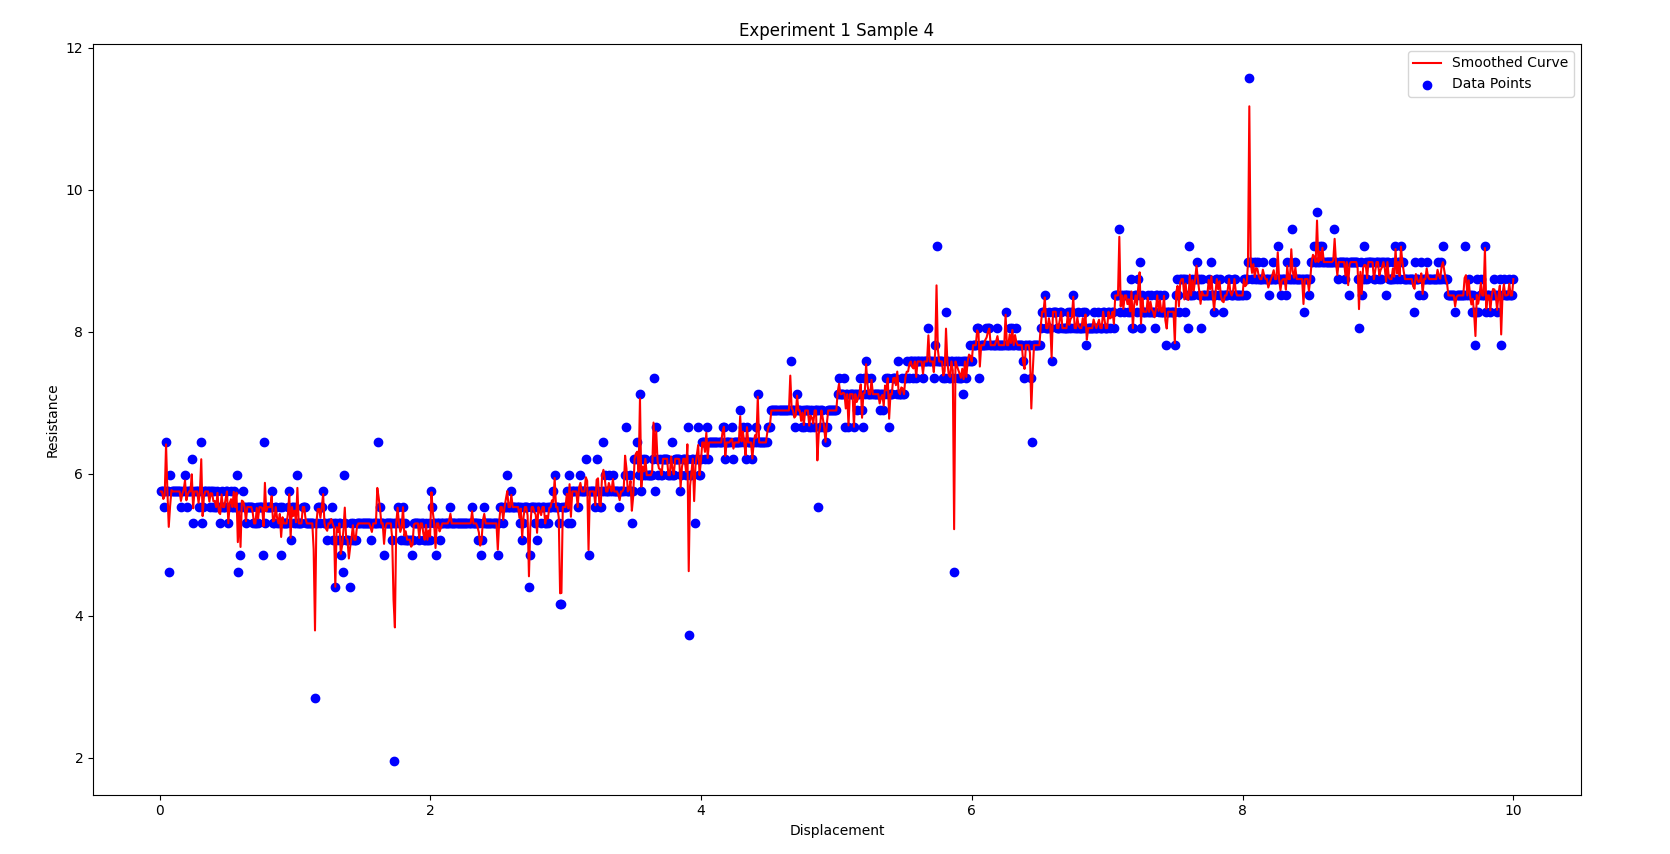 Experiment 1 Sample 4
Smoothed Curve
Data Points
12
10
8
6
4
2
Resistance
0 2 4 6 8 10
Displacement